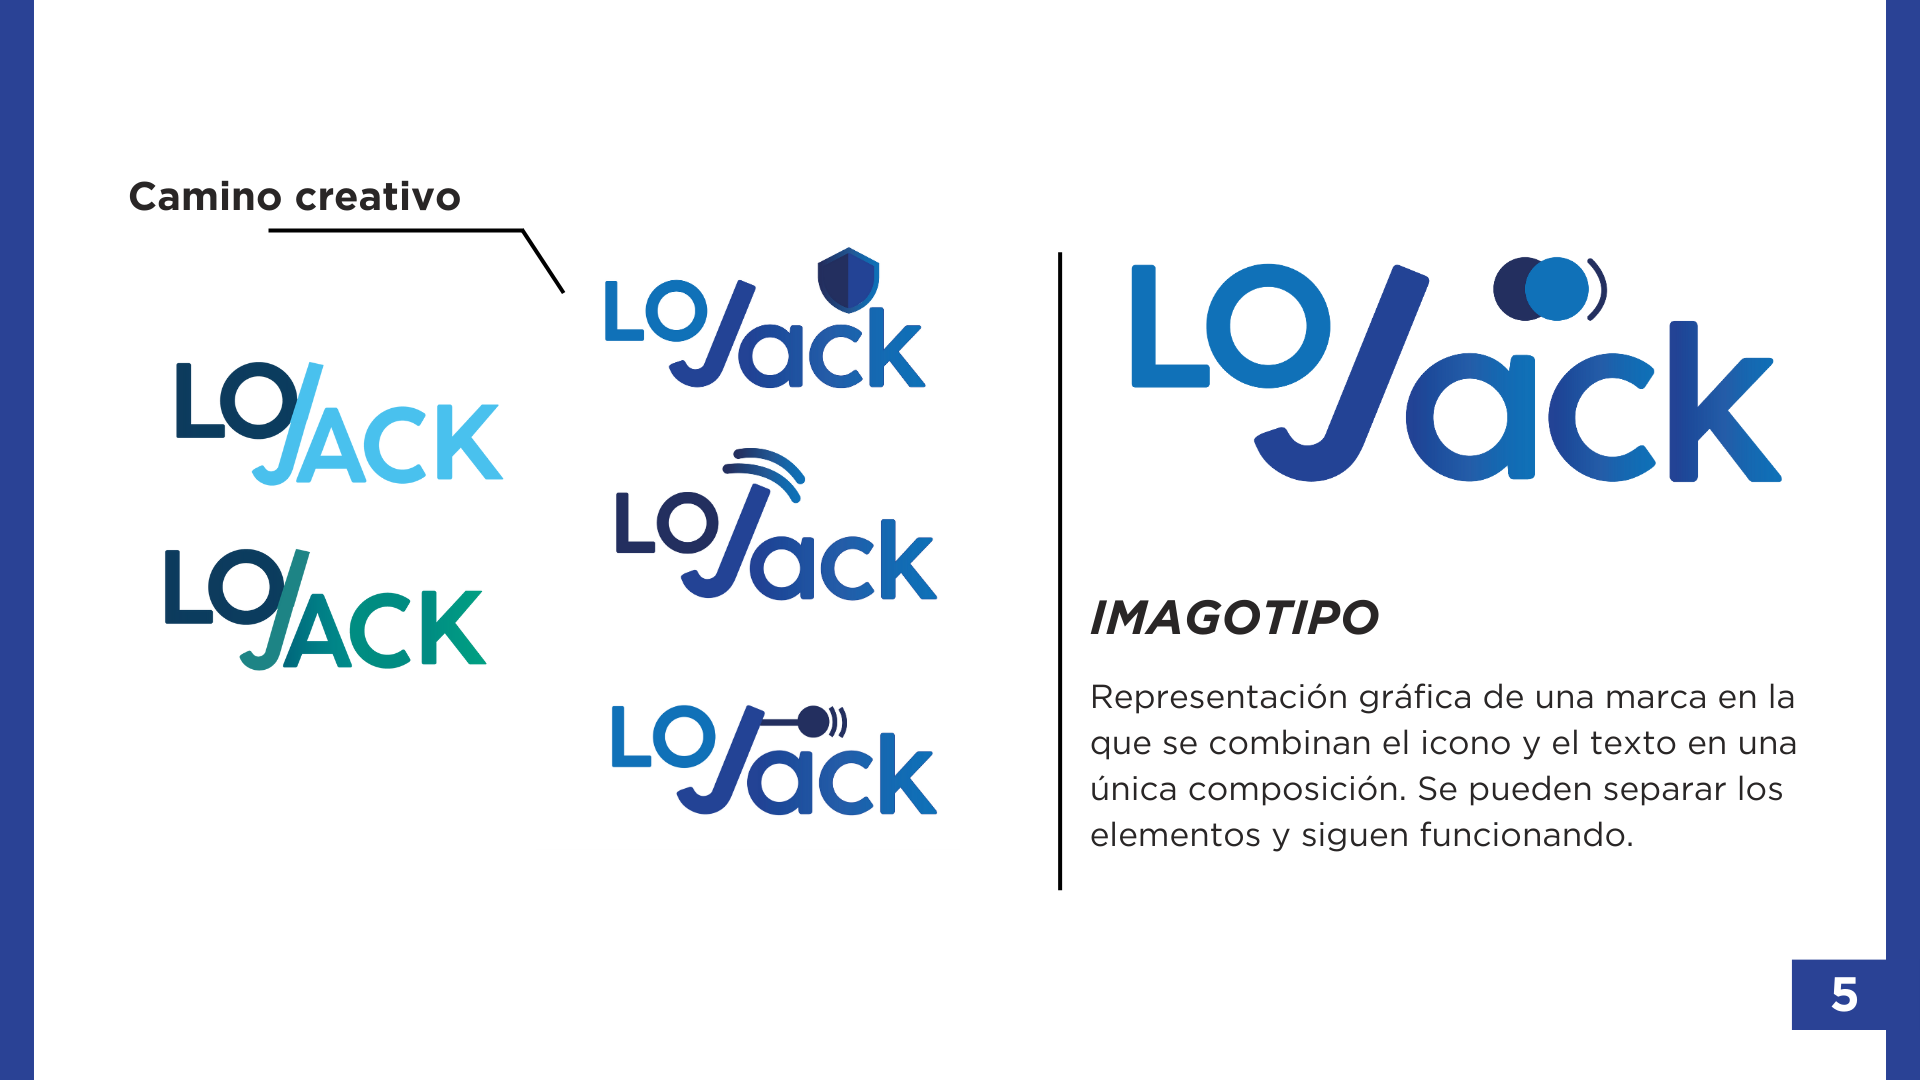 Camino creativo
LOJACK
LOJACK
LOJack
LOJack
LOJack
LOJack
IMAGOTIPO
Representación gráfica de una marca en la
que se combinan el icono y el texto en una
única composición. Se pueden separar los
elementos y siguen funcionando.
5